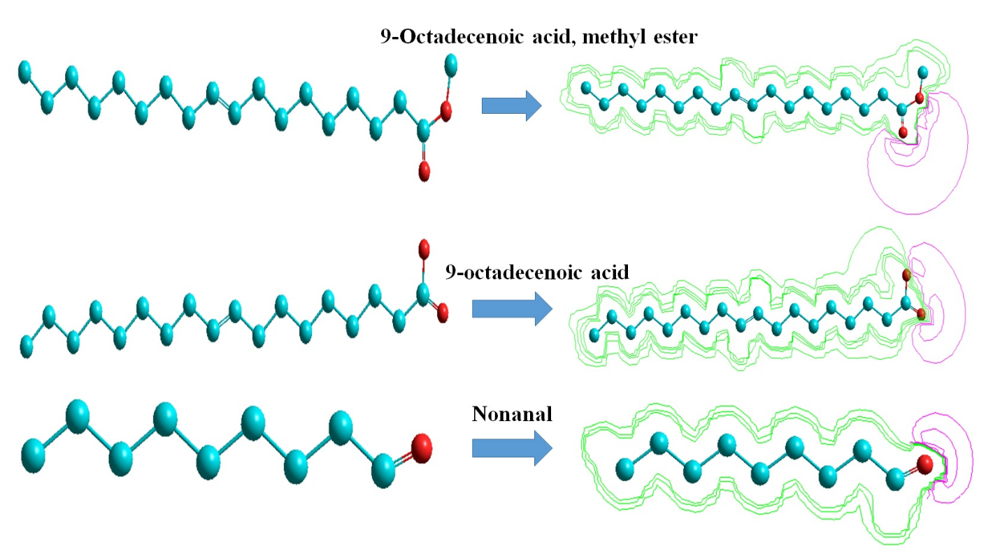 9-Octadecenoic acid, methyl ester
9-octadecenoic acid
Nonanal